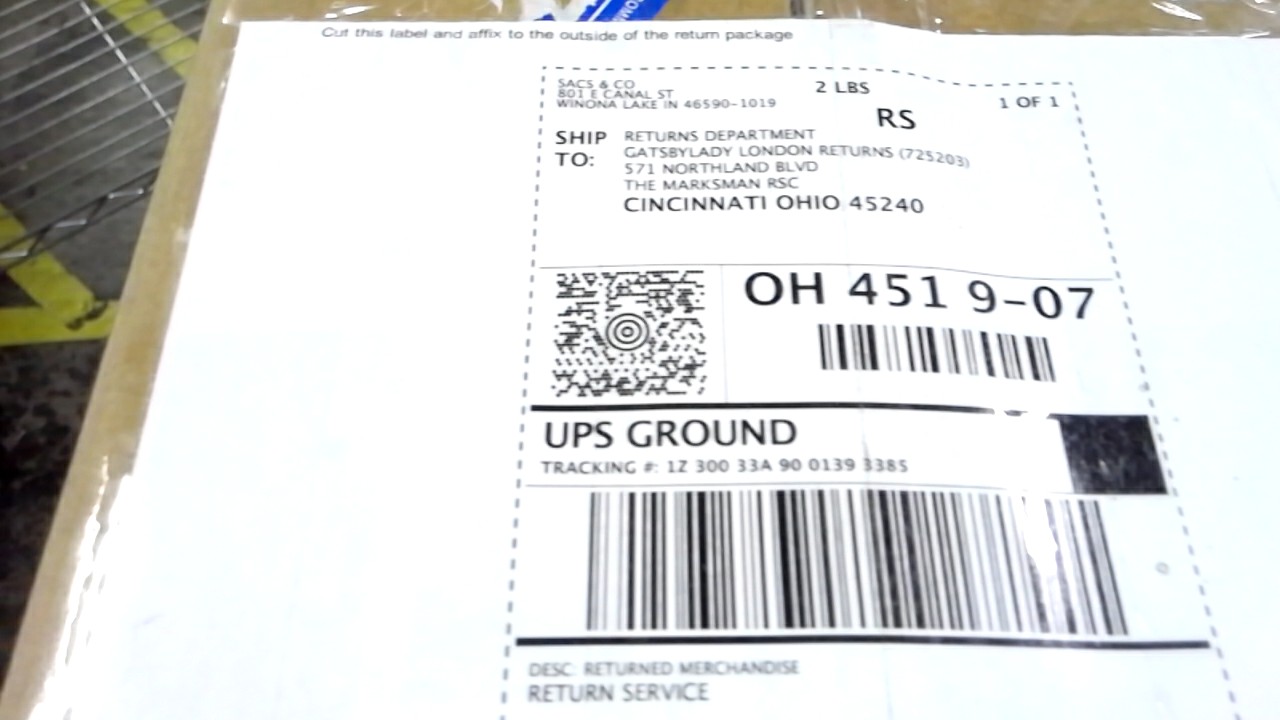 Cut this label and affix to the outside of the return package
SACS & CO
801 E CANAL ST
WINONA LAKE IN 46590-1019
2 LBS
1 OF 1
RS
SHIP TO:
RETURNS DEPARTMENT
GATSBYLADY LONDON RETURNS (725203)
571 NORTHLAND BLVD
THE MARKSMAN RSC
CINCINNATI OHIO 45240
OH 451 9-07
UPS GROUND
TRACKING #: 1Z 300 33A 90 0139 3385
DESC: RETURNED MERCHANDISE
RETURN SERVICE